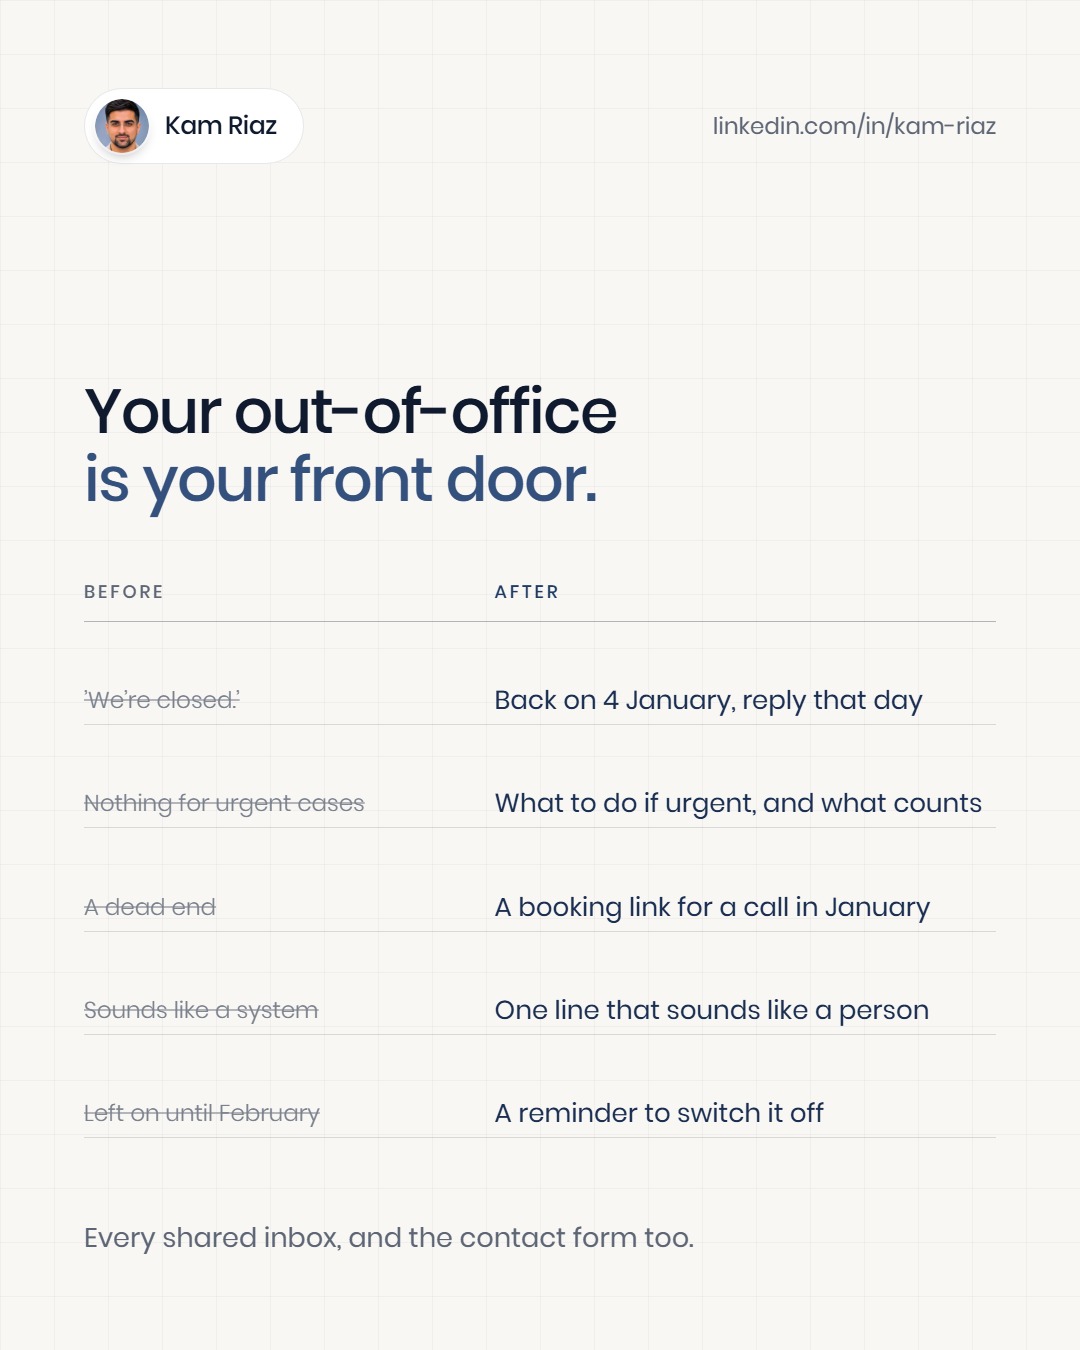 Kam Riaz
linkedin.com/in/kam-riaz
Your out-of-office
is your front door.
BEFORE AFTER
’We’re closed.’ Back on 4 January, reply that day
Nothing for urgent cases What to do if urgent, and what counts
A dead end A booking link for a call in January
Sounds like a system One line that sounds like a person
Left on until February A reminder to switch it off
Every shared inbox, and the contact form too.